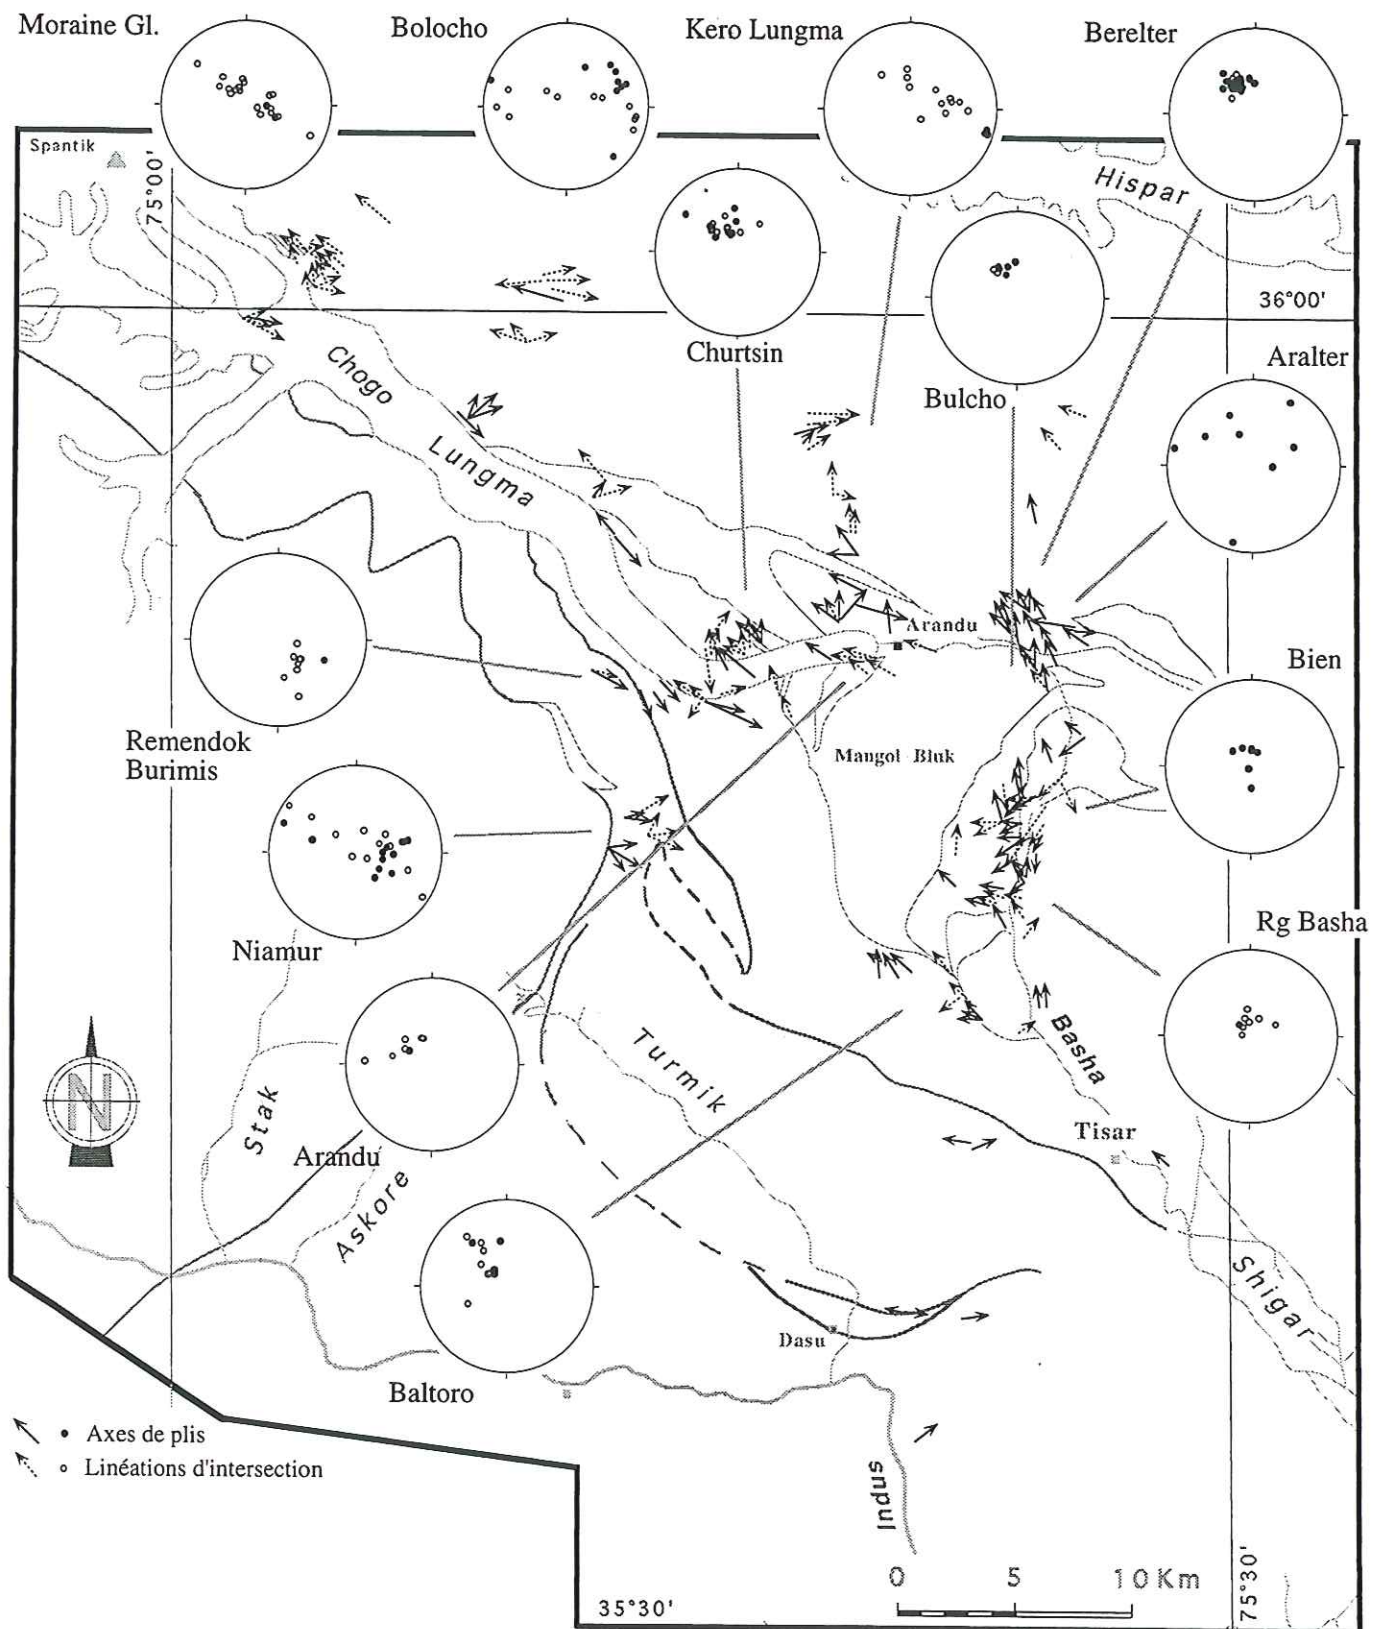 Moraine Gl.
Bolocho
Kero Lungma
Berelter
Spantik
75°00'
Hispar
36°00'
Churtsin
Bulcho
Aralter
Chogo
Lungma
Arandu
Bien
Remendok
Burimis
Mangol Bluk
Niamur
Rg Basha
Basha
Turmik
Stak
Tisar
Arandu
Askore
Shigar
Dasu
Baltoro
Axes de plis
Linéations d'intersection
Indus
0 5 10 Km
35°30'
75°30'
N